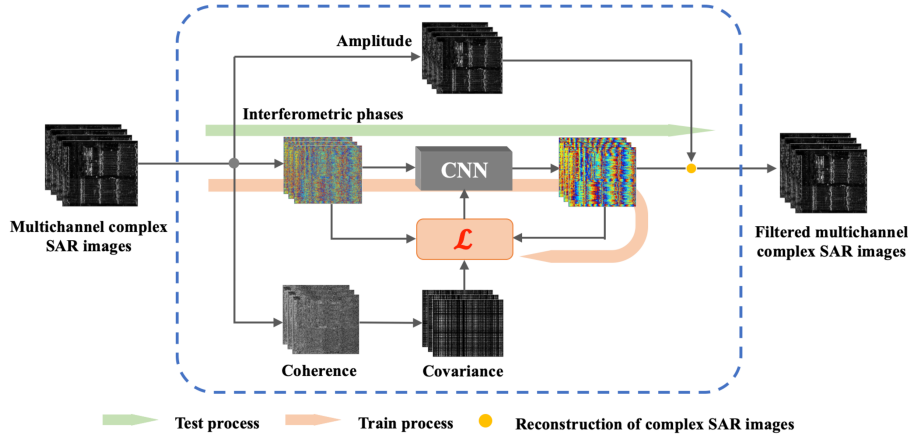 Amplitude
Interferometric phases
CNN
Multichannel complex
SAR images
ℒ
Filtered multichannel
complex SAR images
Coherence
Covariance
Test process
Train process
Reconstruction of complex SAR images